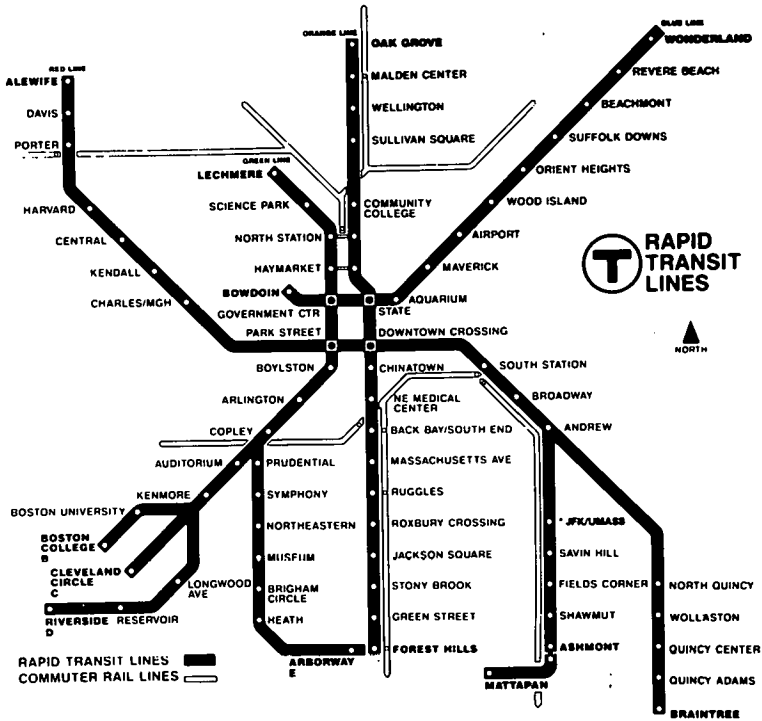 ORANGE LINE
BLUE LINE
OAK GROVE
WONDERLAND
RED LINE
ALEWIFE
MALDEN CENTER
REVERE BEACH
DAVIS
WELLINGTON
BEACHMONT
PORTER
SULLIVAN SQUARE
SUFFOLK DOWNS
GREEN LINE
LECHMERE
ORIENT HEIGHTS
HARVARD
SCIENCE PARK
COMMUNITY
COLLEGE
WOOD ISLAND
CENTRAL
NORTH STATION
AIRPORT
T
RAPID
TRANSIT
LINES
KENDALL
HAYMARKET
MAVERICK
CHARLES/MGH
BOWDOIN
AQUARIUM
GOVERNMENT CTR
STATE
PARK STREET
DOWNTOWN CROSSING
NORTH
BOYLSTON
CHINATOWN
SOUTH STATION
ARLINGTON
NE MEDICAL
CENTER
BROADWAY
COPLEY
BACK BAY/SOUTH END
ANDREW
AUDITORIUM
PRUDENTIAL
MASSACHUSETTS AVE
KENMORE
SYMPHONY
RUGGLES
BOSTON UNIVERSITY
NORTHEASTERN
ROXBURY CROSSING
* JFK/UMASS
BOSTON
COLLEGE
B
MUSEUM
JACKSON SQUARE
SAVIN HILL
CLEVELAND
CIRCLE
C
LONGWOOD
AVE
BRIGHAM
CIRCLE
STONY BROOK
FIELDS CORNER
NORTH QUINCY
RIVERSIDE
D
RESERVOIR
HEATH
GREEN STREET
SHAWMUT
WOLLASTON
ARBORWAY
E
FOREST HILLS
ASHMONT
QUINCY CENTER
RAPID TRANSIT LINES
COMMUTER RAIL LINES
MATTAPAN
QUINCY ADAMS
BRAINTREE